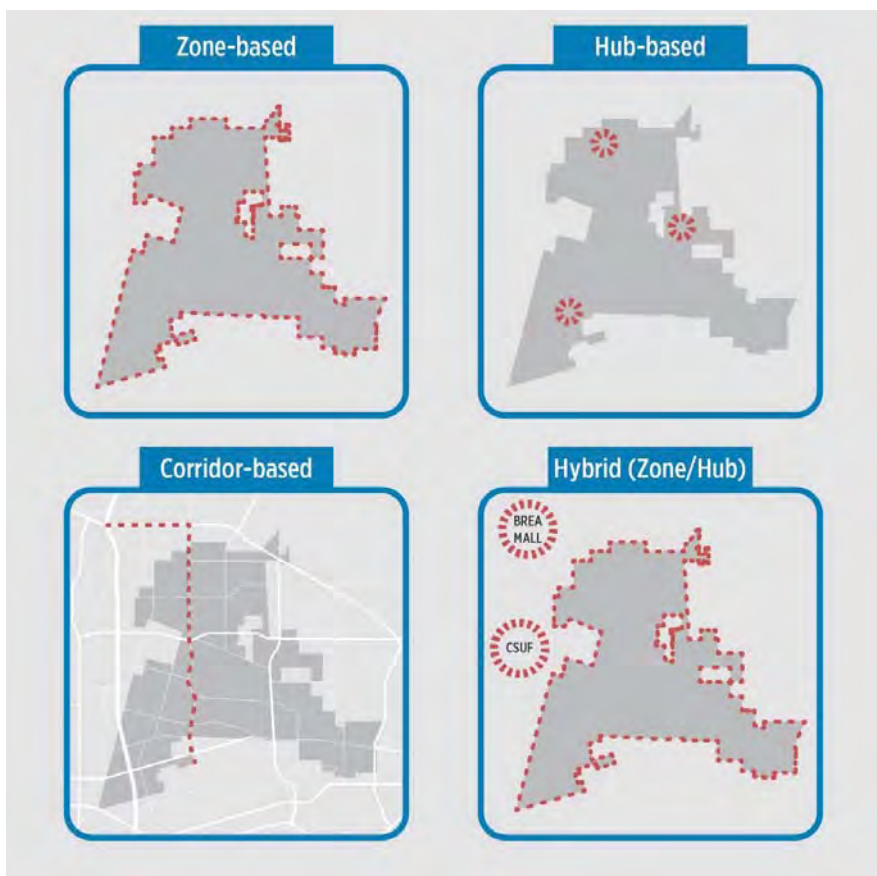 Zone-based
Hub-based
Corridor-based
Hybrid (Zone/Hub)
BREA
MALL
CSUF